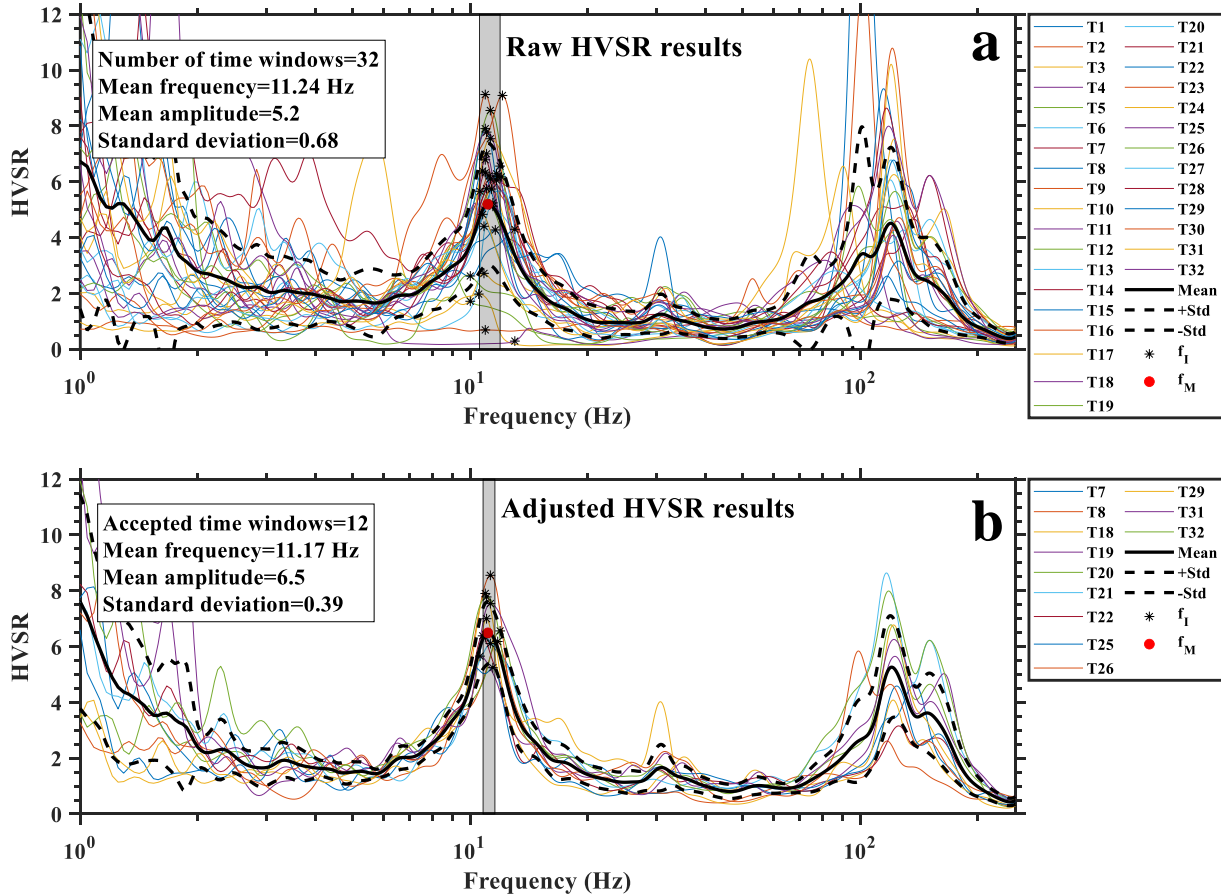 Raw HVSR results
a
Number of time windows=32
Mean frequency=11.24 Hz
Mean amplitude=5.2
Standard deviation=0.68
HVSR
12
10
8
6
4
2
0
10^0
10^1
10^2
Frequency (Hz)
T1
T2
T3
T4
T5
T6
T7
T8
T9
T10
T11
T12
T13
T14
T15
T16
T17
T18
T19
T20
T21
T22
T23
T24
T25
T26
T27
T28
T29
T30
T31
T32
Mean
+Std
-Std
f_I
f_M
Adjusted HVSR results
b
Accepted time windows=12
Mean frequency=11.17 Hz
Mean amplitude=6.5
Standard deviation=0.39
HVSR
12
10
8
6
4
2
0
10^0
10^1
10^2
Frequency (Hz)
T7
T8
T18
T19
T20
T21
T22
T25
T26
T29
T31
T32
Mean
+Std
-Std
f_I
f_M